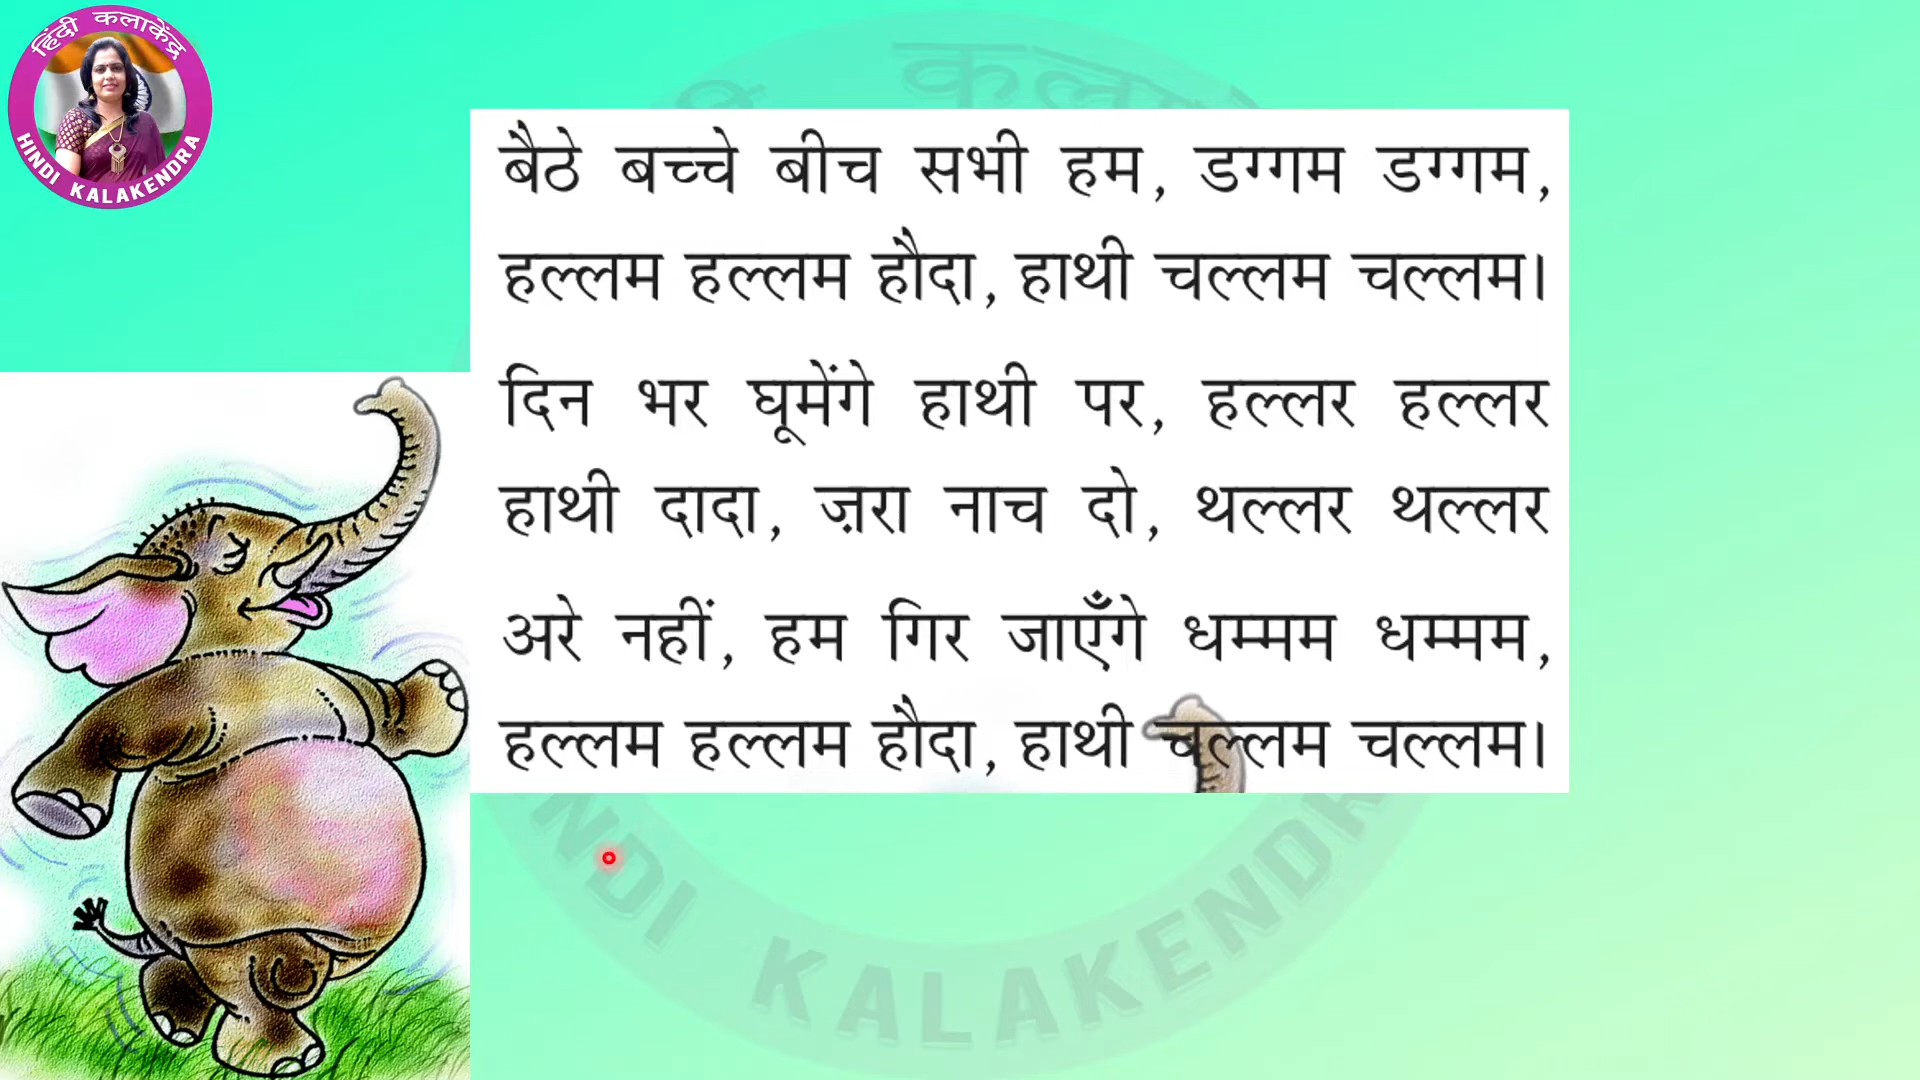 हिंदी कलाकेंद्र
HINDI KALAKENDRA
बैठे बच्चे बीच सभी हम, डग्गम डग्गम,
हल्लम हल्लम हौदा, हाथी चल्लम चल्लम।
दिन भर घूमेंगे हाथी पर, हल्लर हल्लर
हाथी दादा, ज़रा नाच दो, थल्लर थल्लर
अरे नहीं, हम गिर जाएँगे धम्मम धम्मम,
हल्लम हल्लम हौदा, हाथी चल्लम चल्लम।